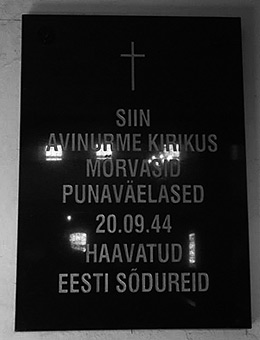 SIIN
AVINURME KIRIKUS
MÕRVASID
PUNAVÄELASED
20.09.44
HAAVATUD
EESTI SÕDUREID